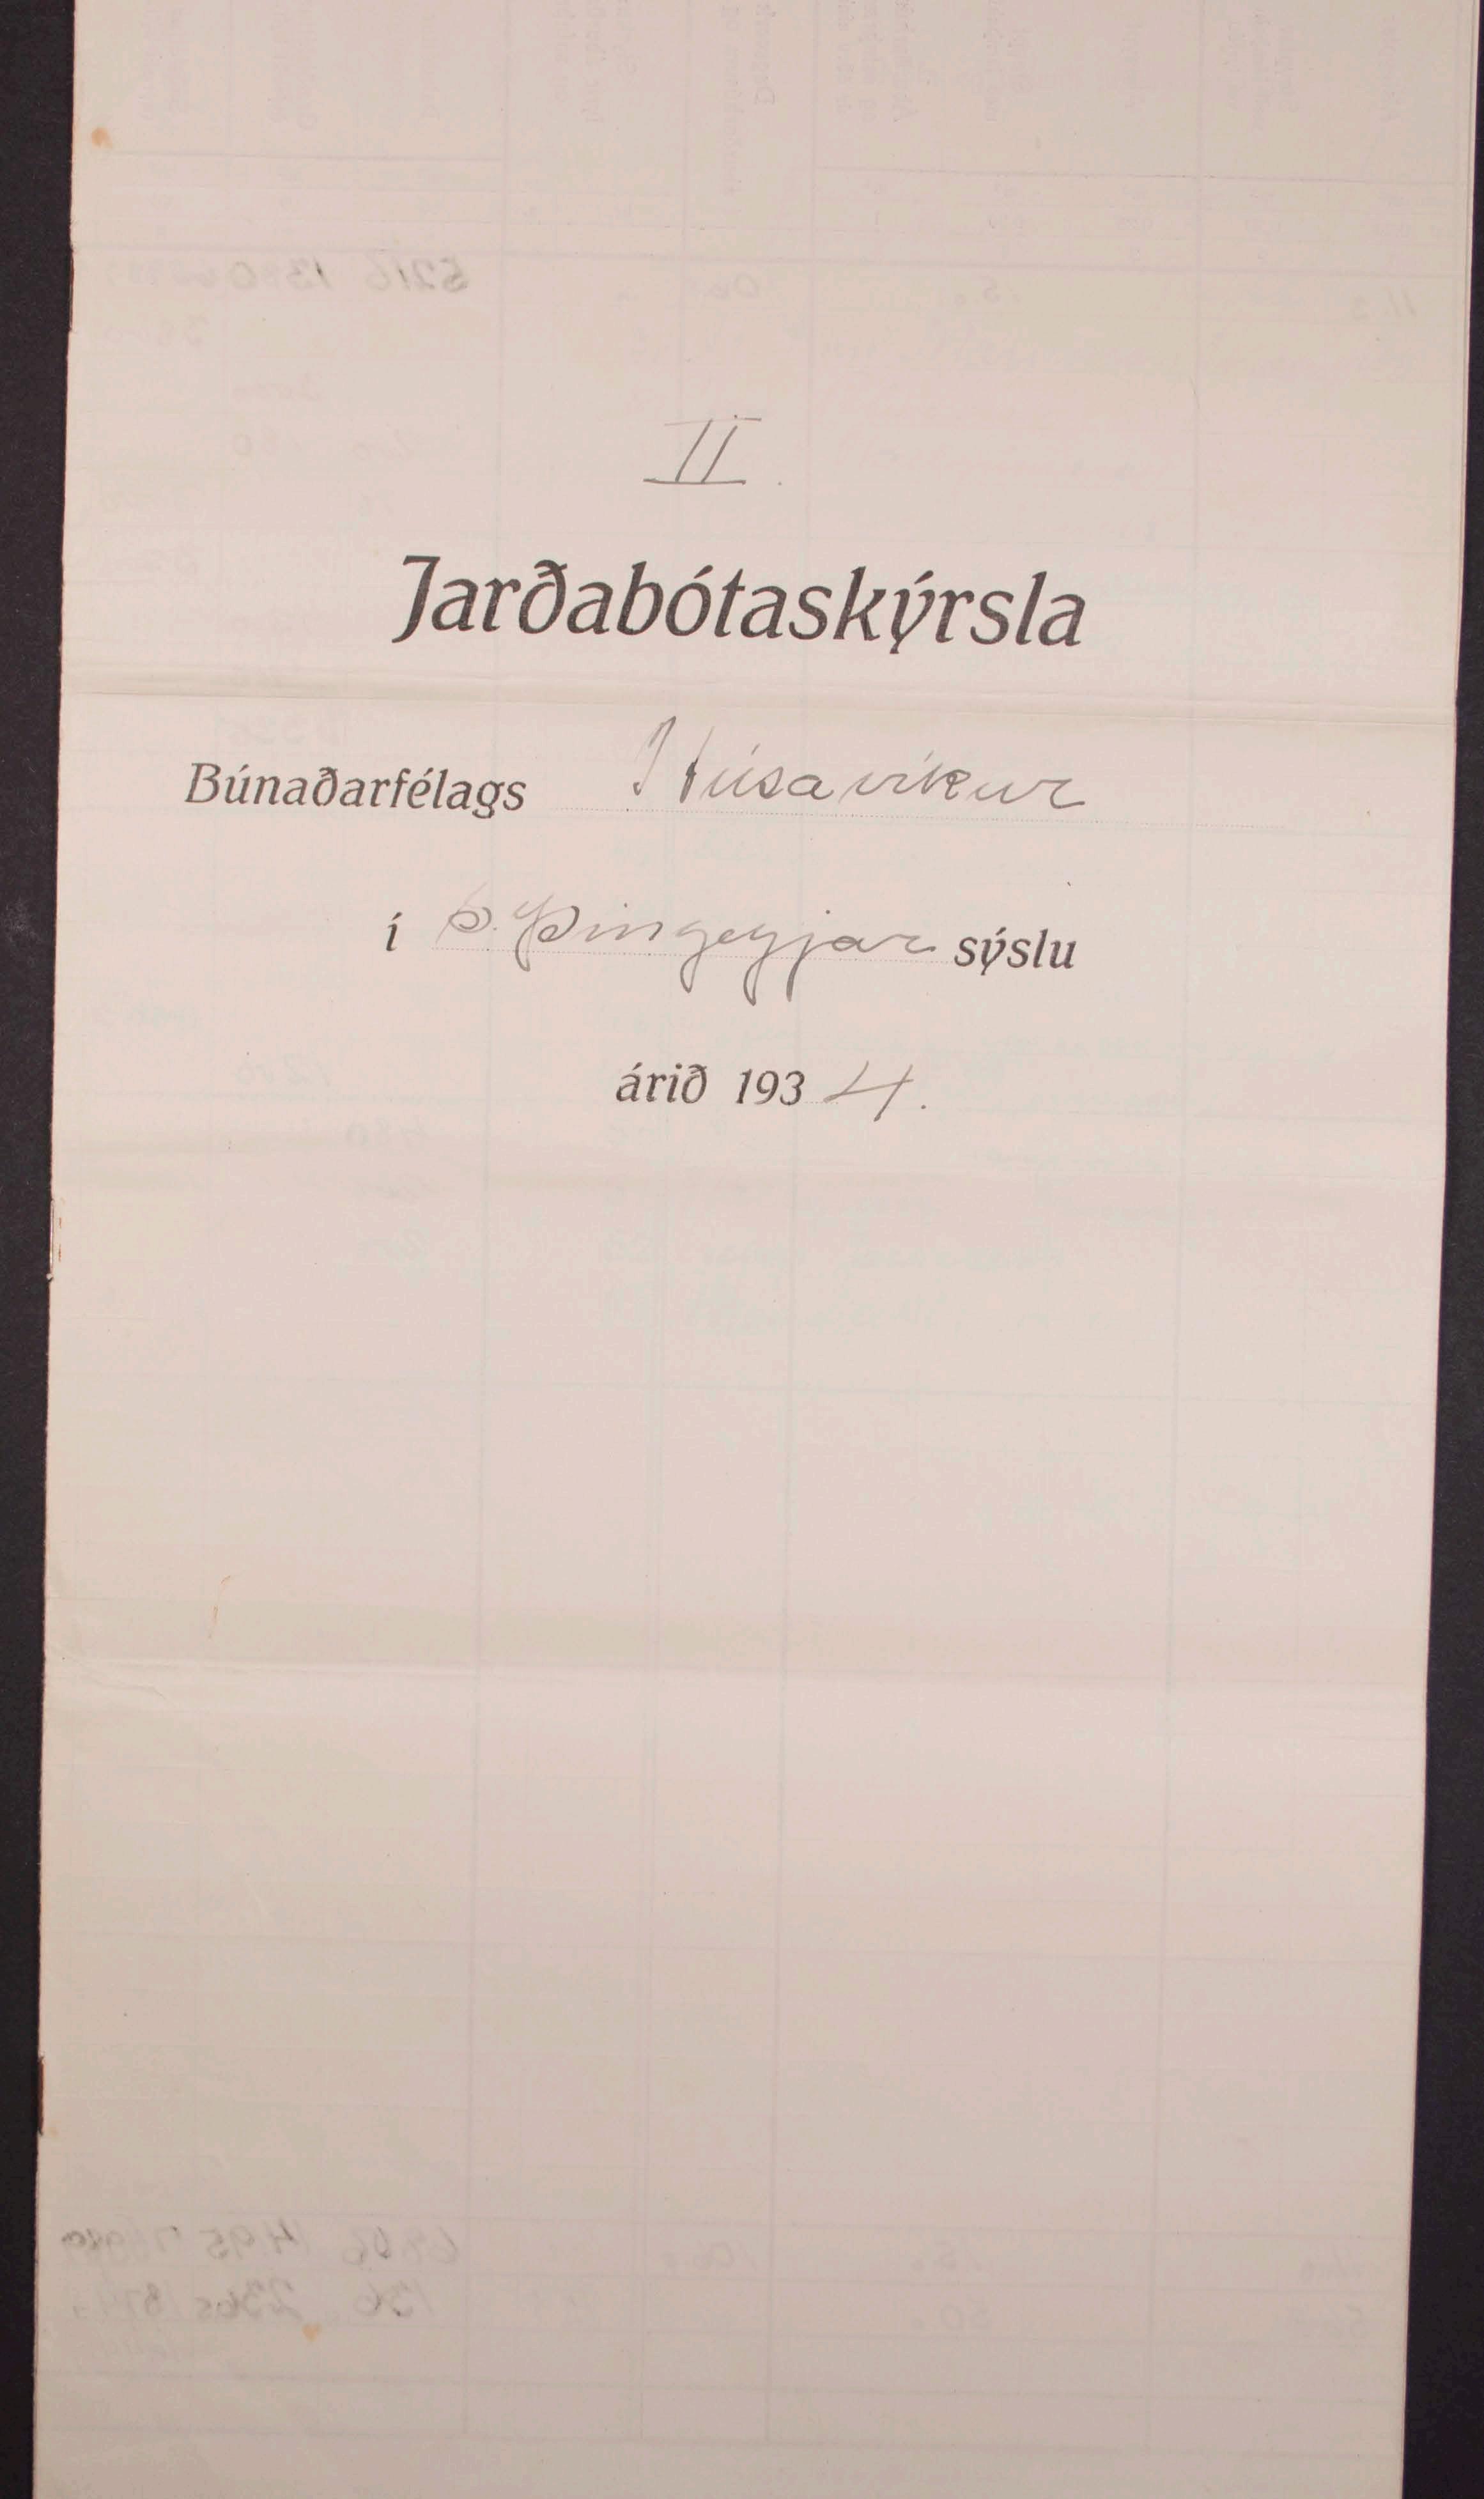 II.
Jarðabótaskýrsla
Búnaðarfélags Húsavíkur
í S. Þingeyjar sýslu
árið 1934.